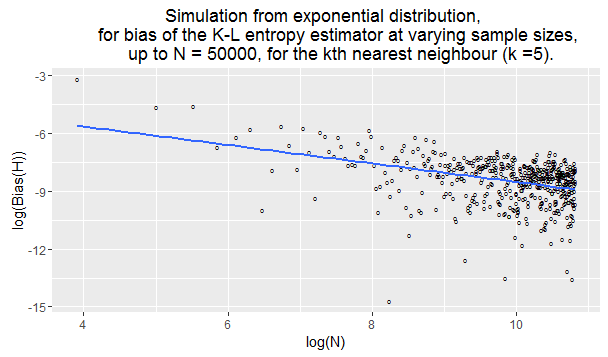 Simulation from exponential distribution,
for bias of the K-L entropy estimator at varying sample sizes,
up to N = 50000, for the kth nearest neighbour (k =5).
log(Bias(H))
-3
-6
-9
-12
-15
4
6
8
10
log(N)